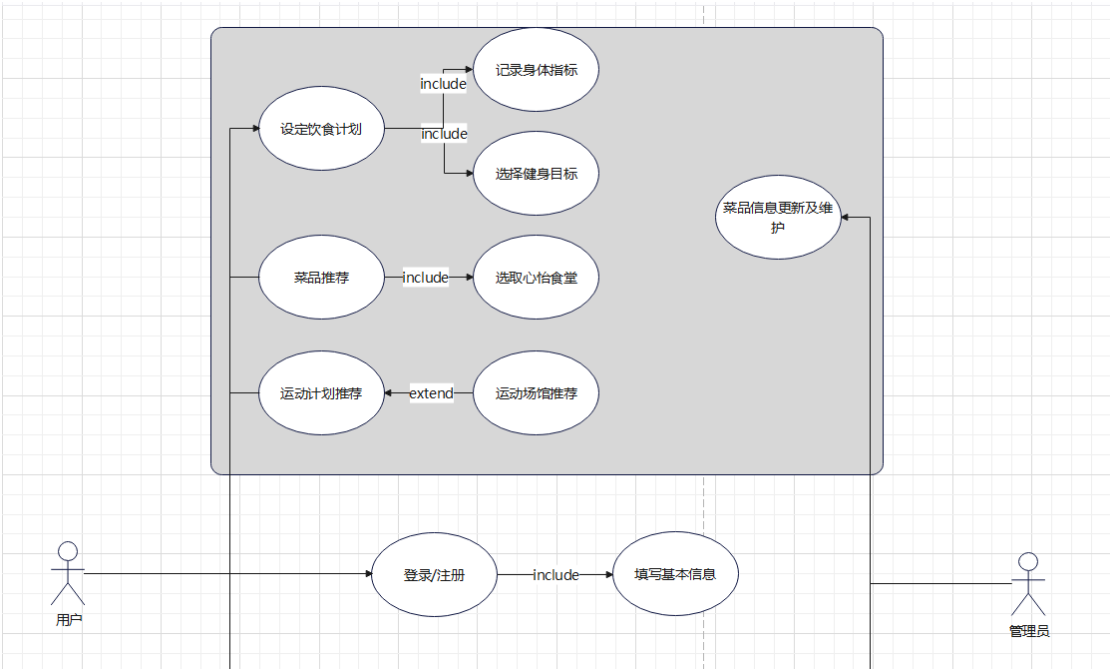 记录身体指标
include
设定饮食计划
include
选择健身目标
菜品信息更新及维
护
菜品推荐
include
选取心怡食堂
运动计划推荐
extend
运动场馆推荐
登录/注册
include
填写基本信息
用户
管理员